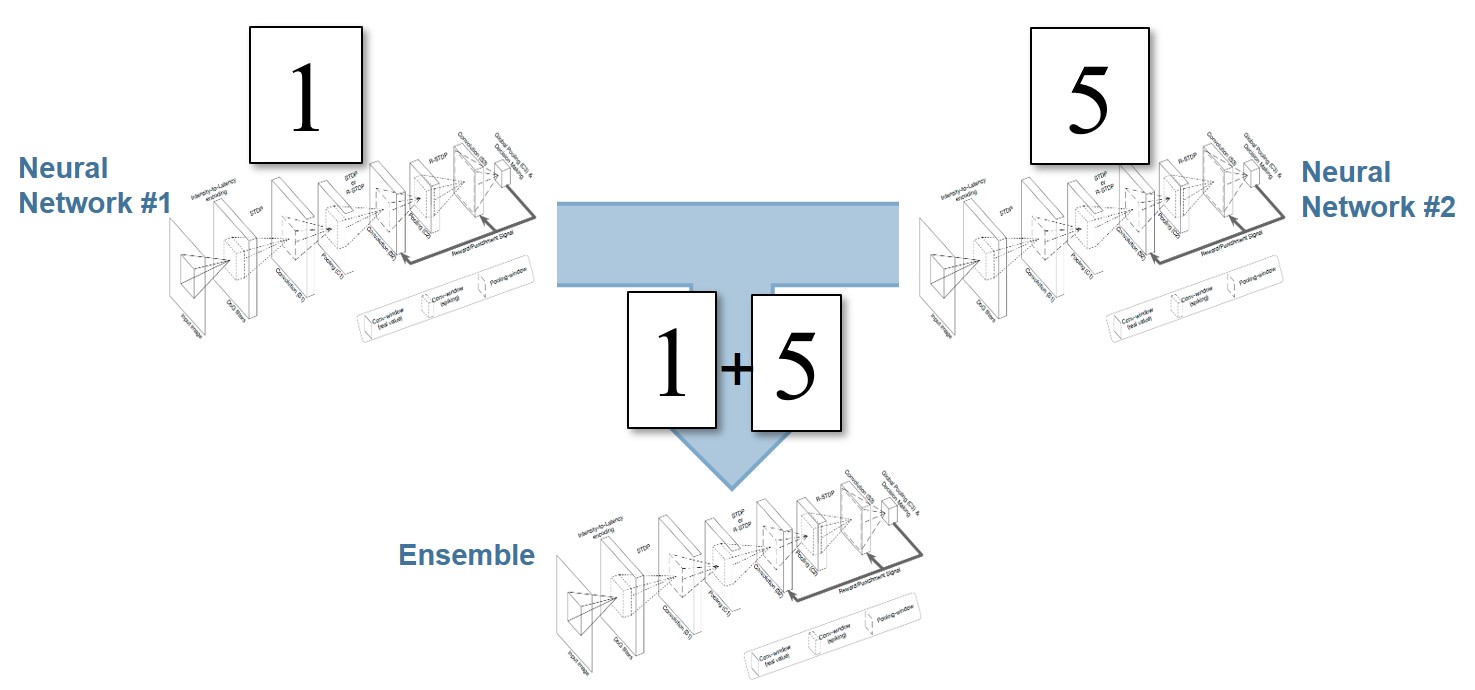 1
5
Neural
Network #1
Intensity-to-Latency
encoding
STDP
STDP
or
R-STDP
R-STDP
Convolution (S3)
Global Pooling (C3) &
Decision Making
Input image
DoG filters
Convolution (S1)
Pooling (C1)
Convolution (S2)
Pooling (C2)
Reward/Punishment Signal
Conv-window
(real value)
Conv-window
(spiking)
Pooling-window
Neural
Network #2
Intensity-to-Latency
encoding
STDP
STDP
or
R-STDP
R-STDP
Convolution (S3)
Global Pooling (C3) &
Decision Making
Input image
DoG filters
Convolution (S1)
Pooling (C1)
Convolution (S2)
Pooling (C2)
Reward/Punishment Signal
Conv-window
(real value)
Conv-window
(spiking)
Pooling-window
1 + 5
Ensemble
Intensity-to-Latency
encoding
STDP
STDP
or
R-STDP
R-STDP
Convolution (S3)
Global Pooling (C3) &
Decision Making
Input image
DoG filters
Convolution (S1)
Pooling (C1)
Convolution (S2)
Pooling (C2)
Reward/Punishment Signal
Conv-window
(real value)
Conv-window
(spiking)
Pooling-window